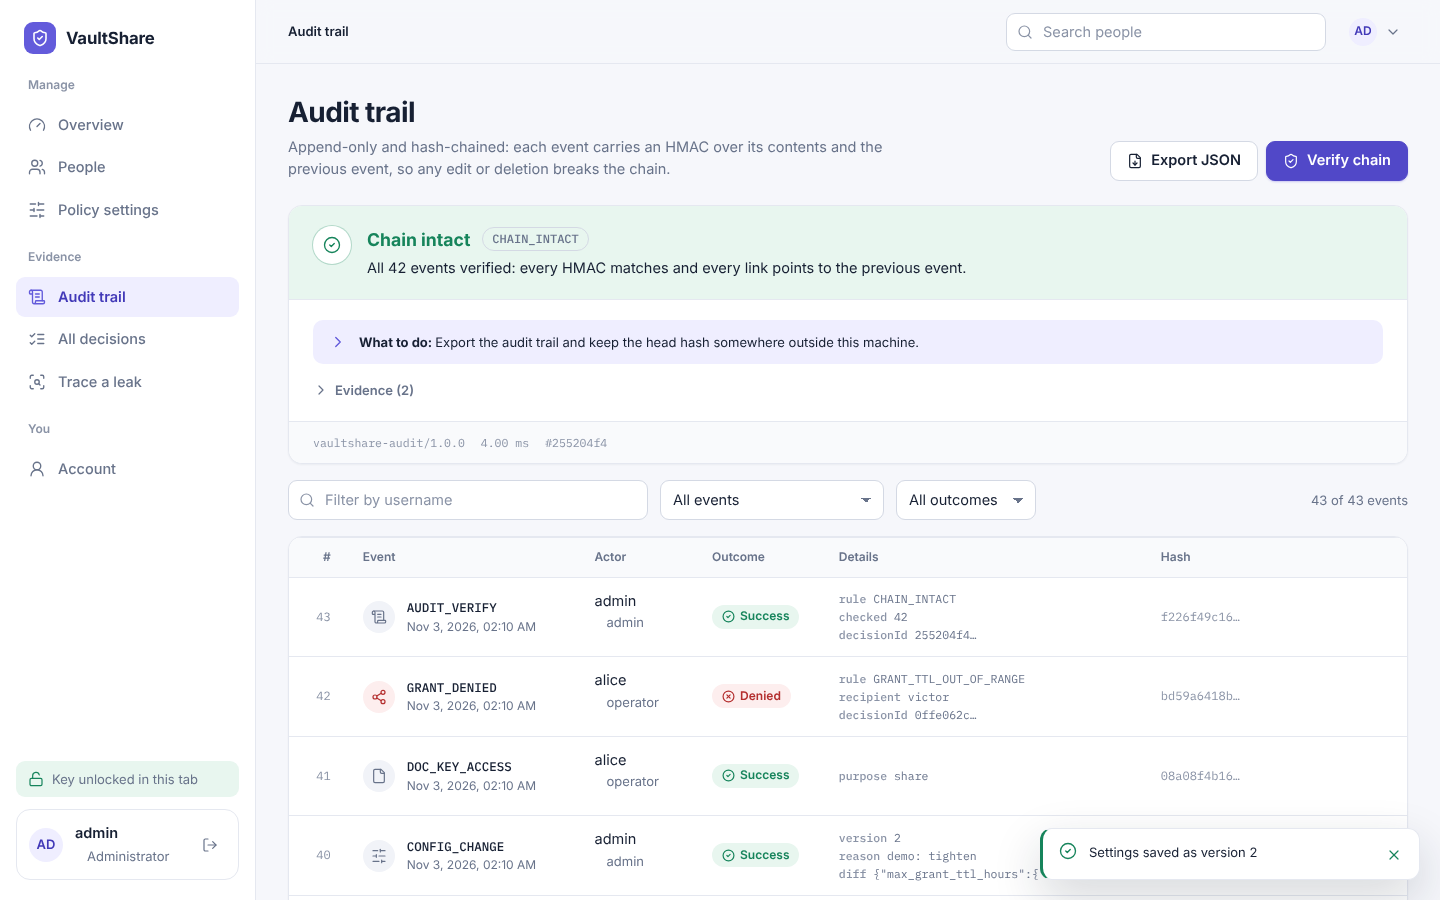 VaultShare
Manage
Overview
People
Policy settings
Evidence
Audit trail
All decisions
Trace a leak
You
Account
Key unlocked in this tab
AD
admin
Administrator
Audit trail
Search people
AD
Audit trail
Append-only and hash-chained: each event carries an HMAC over its contents and the
previous event, so any edit or deletion breaks the chain.
Export JSON
Verify chain
Chain intact CHAIN_INTACT
All 42 events verified: every HMAC matches and every link points to the previous event.
What to do: Export the audit trail and keep the head hash somewhere outside this machine.
Evidence (2)
vaultshare-audit/1.0.0 4.00 ms #255204f4
Filter by username
All events
All outcomes
43 of 43 events
# Event Actor Outcome Details Hash
43 AUDIT_VERIFY
Nov 3, 2026, 02:10 AM
admin
admin
Success
rule CHAIN_INTACT
checked 42
decisionId 255204f4…
f226f49c16…
42 GRANT_DENIED
Nov 3, 2026, 02:10 AM
alice
operator
Denied
rule GRANT_TTL_OUT_OF_RANGE
recipient victor
decisionId 0ffe062c…
bd59a6418b…
41 DOC_KEY_ACCESS
Nov 3, 2026, 02:10 AM
alice
operator
Success
purpose share
08a08f4b16…
40 CONFIG_CHANGE
Nov 3, 2026, 02:10 AM
admin
admin
Success
version 2
reason demo: tighten
diff {"max_grant_ttl_hours":{
Settings saved as version 2